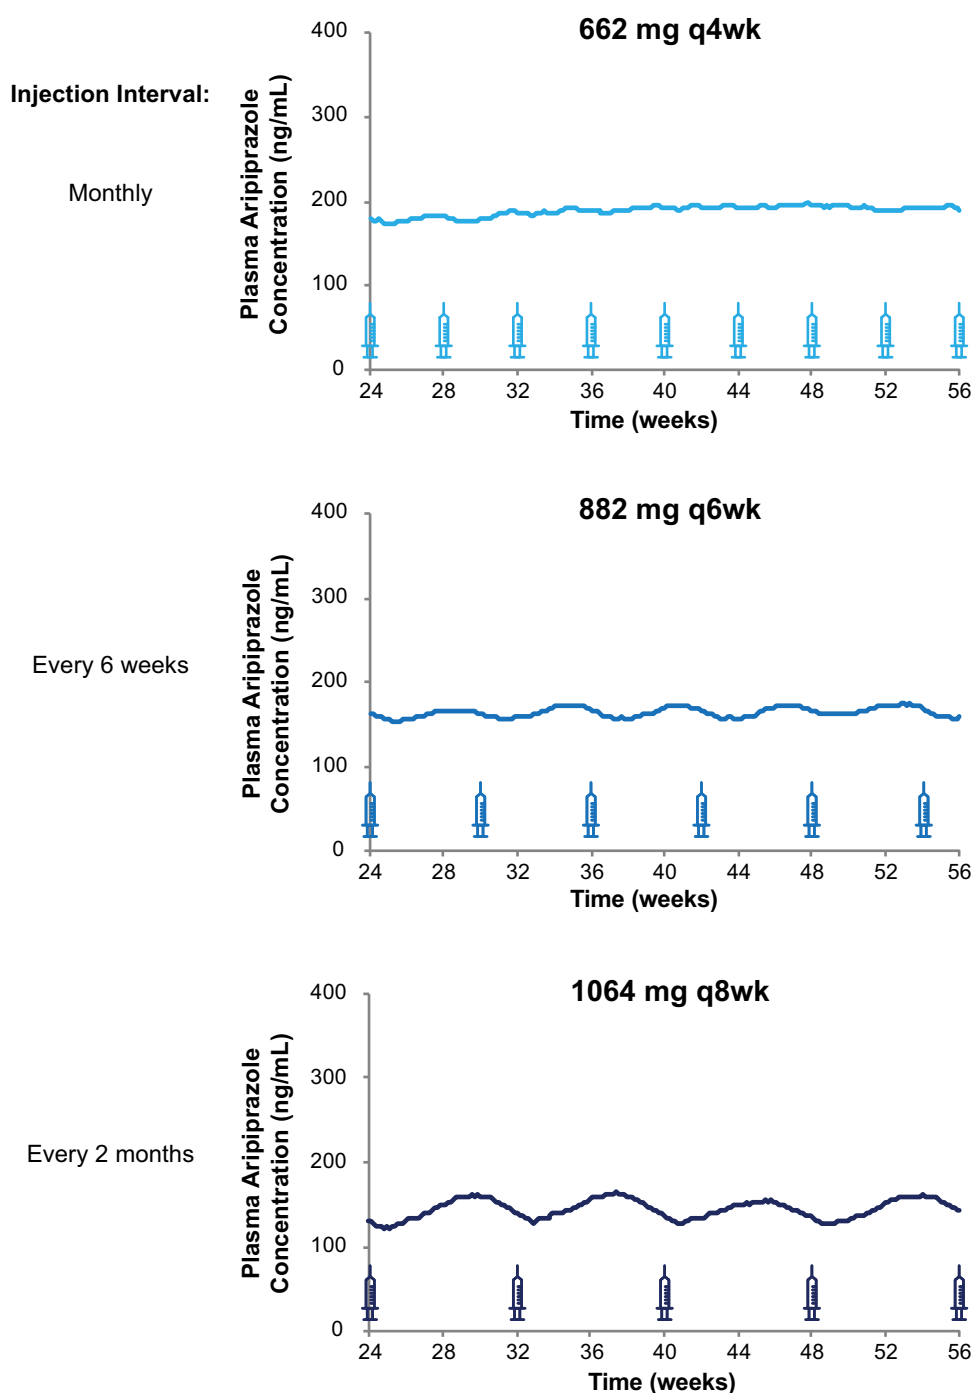 Injection Interval:
662 mg q4wk
Monthly
Plasma Aripiprazole
Concentration (ng/mL)
400
300
200
100
0
24 28 32 36 40 44 48 52 56
Time (weeks)
882 mg q6wk
Every 6 weeks
Plasma Aripiprazole
Concentration (ng/mL)
400
300
200
100
0
24 28 32 36 40 44 48 52 56
Time (weeks)
1064 mg q8wk
Every 2 months
Plasma Aripiprazole
Concentration (ng/mL)
400
300
200
100
0
24 28 32 36 40 44 48 52 56
Time (weeks)